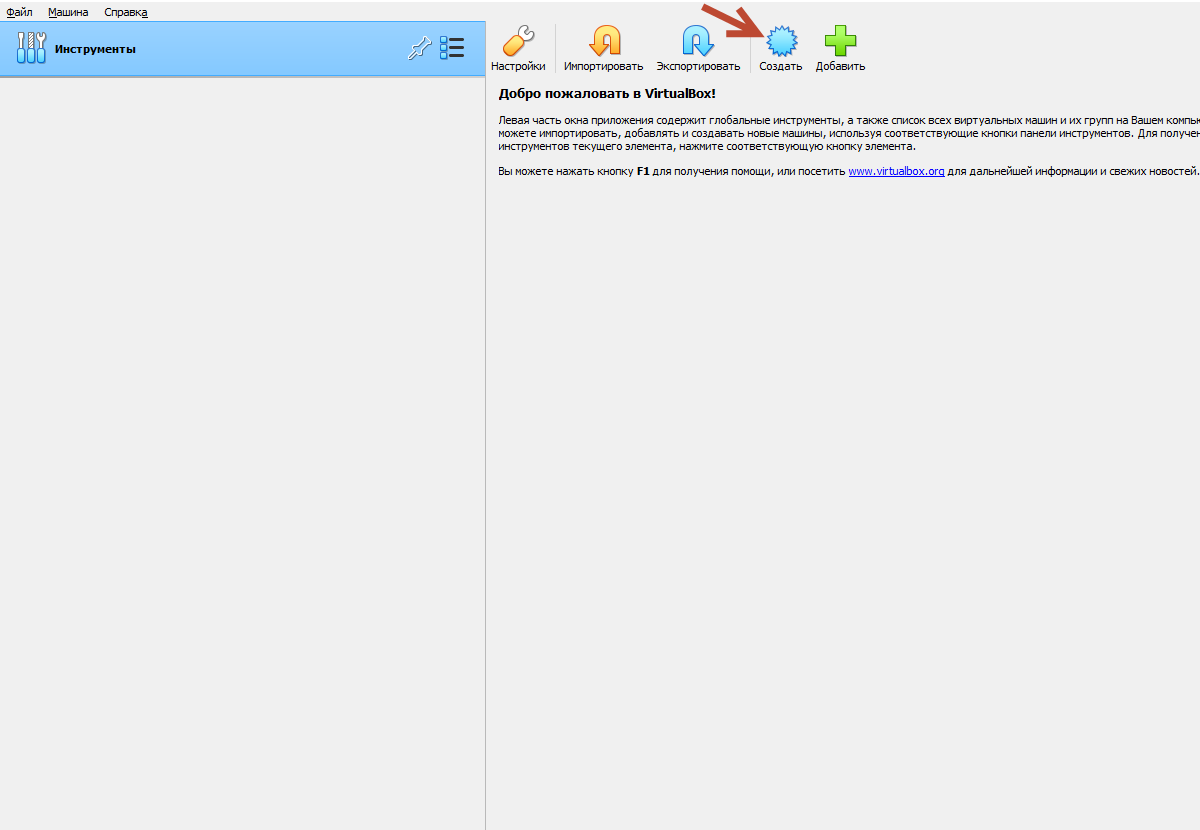 Файл Машина Справка
Инструменты
Настройки Импортировать Экспортировать Создать Добавить
Добро пожаловать в VirtualBox!
Левая часть окна приложения содержит глобальные инструменты, а также список всех виртуальных машин и их групп на Вашем компью
можете импортировать, добавлять и создавать новые машины, используя соответствующие кнопки панели инструментов. Для получен
инструментов текущего элемента, нажмите соответствующую кнопку элемента.
Вы можете нажать кнопку F1 для получения помощи, или посетить www.virtualbox.org для дальнейшей информации и свежих новостей.